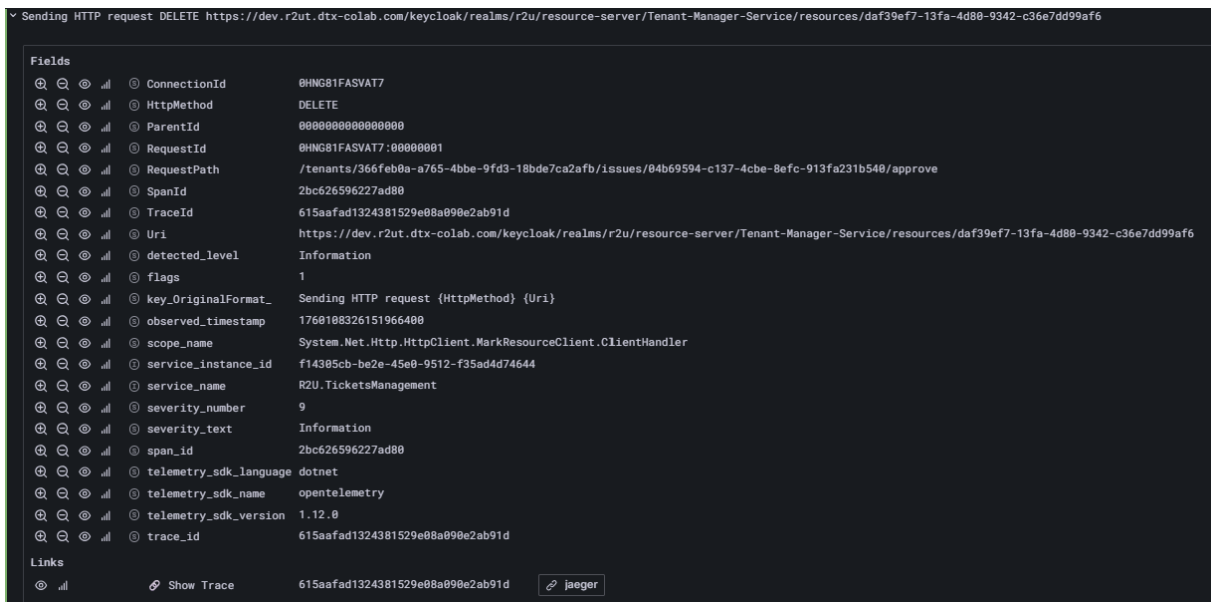 Sending HTTP request DELETE https://dev.r2ut.dtx-colab.com/keycloak/realms/r2u/resource-server/Tenant-Manager-Service/resources/daf39ef7-13fa-4d80-9342-c36e7dd99af6
Fields
ConnectionId 0HNG81FASVAT7
HttpMethod DELETE
ParentId 0000000000000000
RequestId 0HNG81FASVAT7:00000001
RequestPath /tenants/366feb0a-a765-4bbe-9fd3-18bde7ca2afb/issues/04b69594-c137-4cbe-8efc-913fa231b540/approve
SpanId 2bc626596227ad80
TraceId 615aafad1324381529e08a090e2ab91d
Uri https://dev.r2ut.dtx-colab.com/keycloak/realms/r2u/resource-server/Tenant-Manager-Service/resources/daf39ef7-13fa-4d80-9342-c36e7dd99af6
detected_level Information
flags 1
key_OriginalFormat_ Sending HTTP request {HttpMethod} {Uri}
observed_timestamp 1760108326151966400
scope_name System.Net.Http.HttpClient.MarkResourceClient.ClientHandler
service_instance_id f14305cb-be2e-45e0-9512-f35ad4d74644
service_name R2U.TicketsManagement
severity_number 9
severity_text Information
span_id 2bc626596227ad80
telemetry_sdk_language dotnet
telemetry_sdk_name opentelemetry
telemetry_sdk_version 1.12.0
trace_id 615aafad1324381529e08a090e2ab91d
Links
Show Trace 615aafad1324381529e08a090e2ab91d jaeger